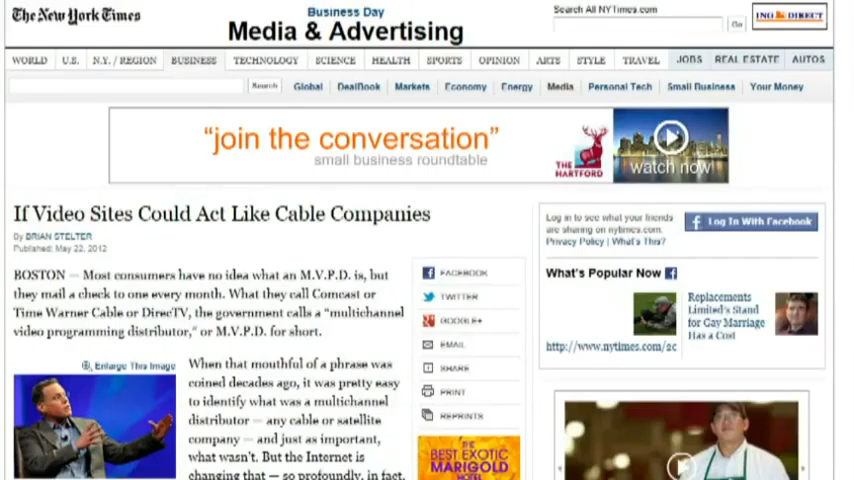 The New York Times
Business Day
Media & Advertising
Search All NYTimes.com
Go
ING DIRECT
WORLD U.S. N.Y. / REGION BUSINESS TECHNOLOGY SCIENCE HEALTH SPORTS OPINION ARTS STYLE TRAVEL JOBS REAL ESTATE AUTOS
Search Global DealBook Markets Economy Energy Media Personal Tech Small Business Your Money
"join the conversation"
small business roundtable
THE
HARTFORD
watch now!
If Video Sites Could Act Like Cable Companies
By BRIAN STELTER
Published: May 22, 2012
BOSTON — Most consumers have no idea what an M.V.P.D. is, but
they mail a check to one every month. What they call Comcast or
Time Warner Cable or DirecTV, the government calls a "multichannel
video programming distributor," or M.V.P.D. for short.
Enlarge This Image
When that mouthful of a phrase was
coined decades ago, it was pretty easy
to identify what was a multichannel
distributor — any cable or satellite
company — and just as important,
what wasn't. But the Internet is
changing that — so profoundly, in fact,
FACEBOOK
TWITTER
GOOGLE+
EMAIL
SHARE
PRINT
REPRINTS
THE
BEST EXOTIC
MARIGOLD
HOTEL
Log in to see what your friends
are sharing on nytimes.com.
Privacy Policy | What's This?
Log In With Facebook
What's Popular Now
http://www.nytimes.com/2c
Replacements
Limited's Stand
for Gay Marriage
Has a Cost